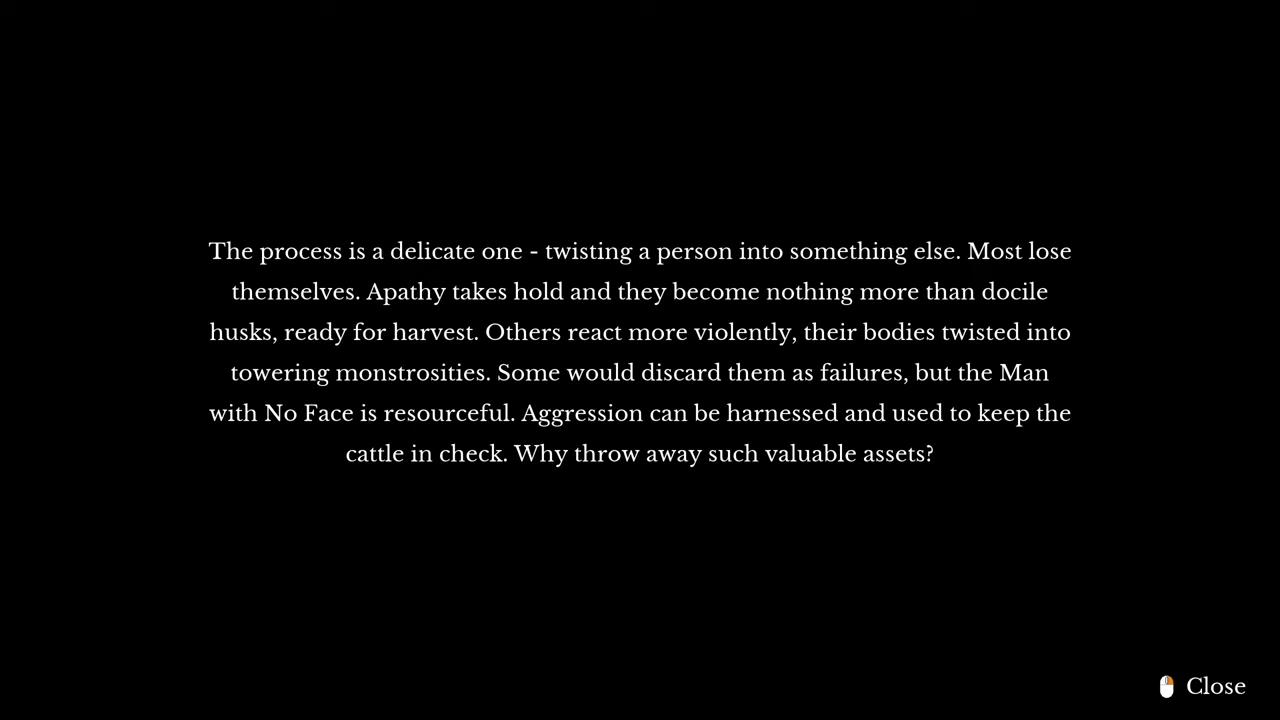 The process is a delicate one - twisting a person into something else. Most lose
themselves. Apathy takes hold and they become nothing more than docile
husks, ready for harvest. Others react more violently, their bodies twisted into
towering monstrosities. Some would discard them as failures, but the Man
with No Face is resourceful. Aggression can be harnessed and used to keep the
cattle in check. Why throw away such valuable assets?
Close